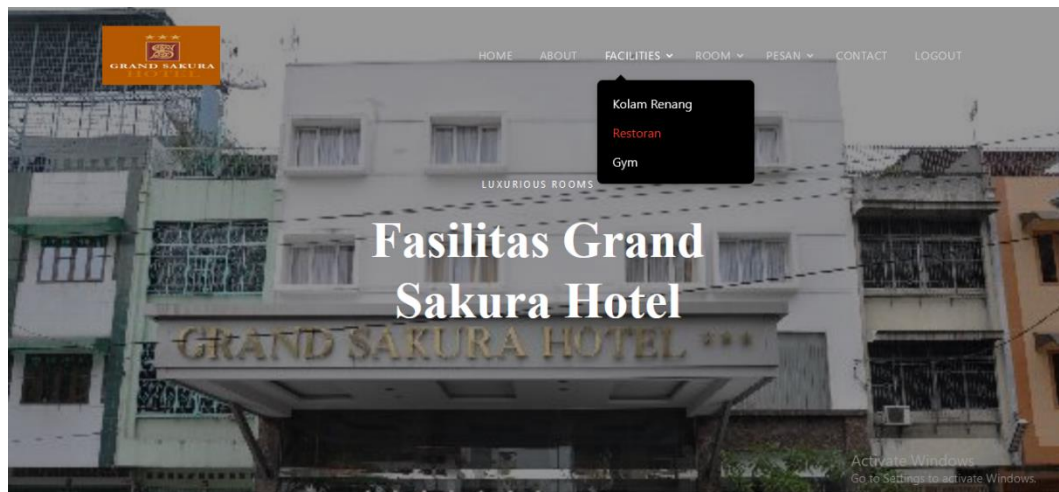 GRAND SAKURA
HOTEL
HOME ABOUT FACILITIES ROOM PESAN CONTACT LOGOUT
Kolam Renang
Restoran
Gym
LUXURIOUS ROOMS
Fasilitas Grand
Sakura Hotel
GRAND SAKURA HOTEL ***
Activate Windows
Go to Settings to activate Windows.